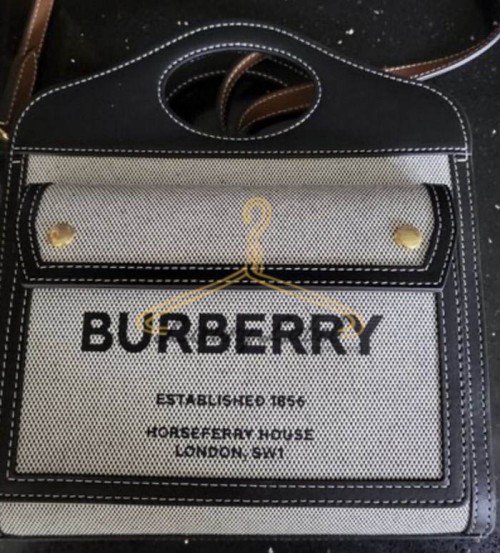 BURBERRY
ESTABLISHED 1856
HORSEFERRY HOUSE
LONDON, SW1